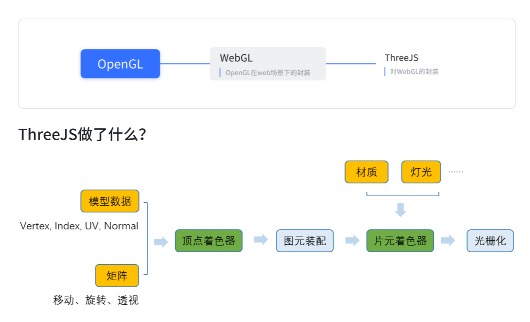 OpenGL
WebGL
OpenGL在web场景下的封装
ThreeJS
对WebGL的封装
ThreeJS做了什么?
材质
灯光
······
模型数据
Vertex, Index, UV, Normal
顶点着色器
图元装配
片元着色器
光栅化
矩阵
移动、旋转、透视